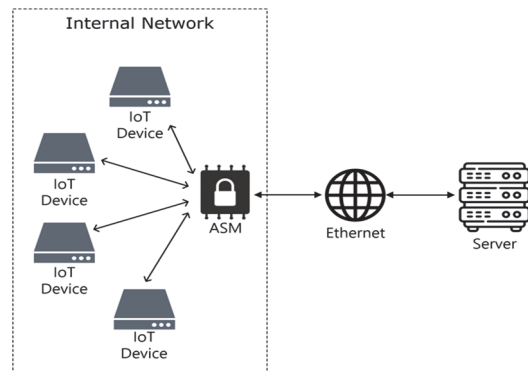 Internal Network
IoT
Device
IoT
Device
ASM
Ethernet
Server
IoT
Device
IoT
Device